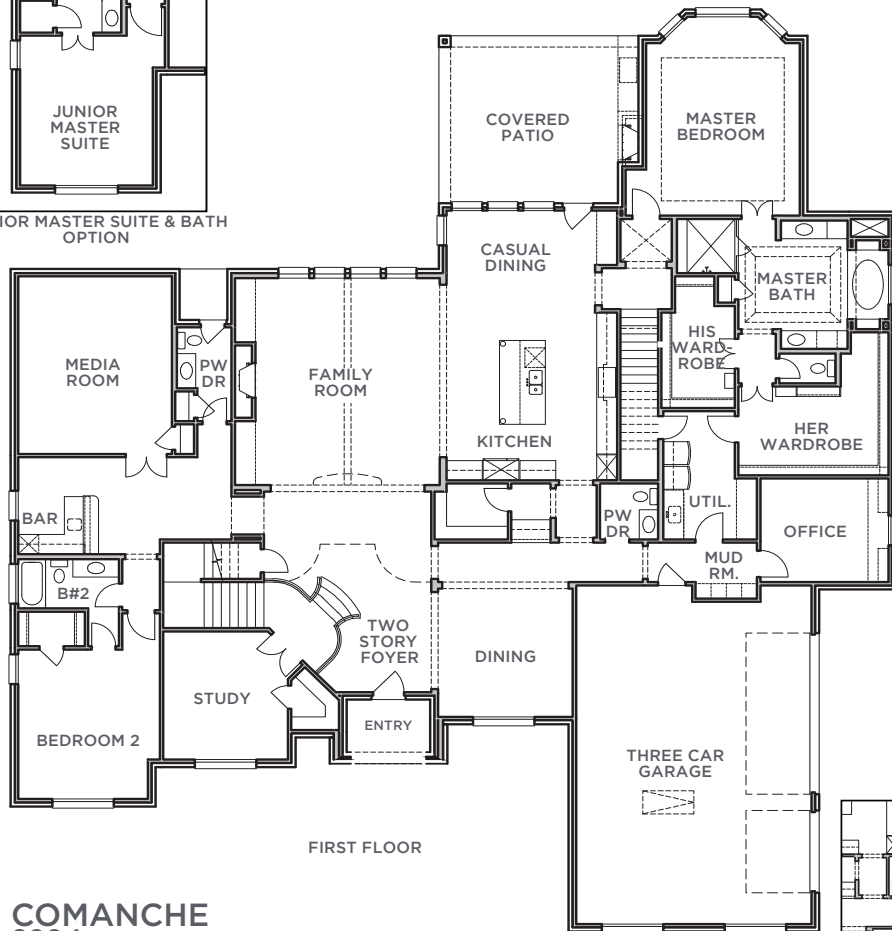 JUNIOR
MASTER
SUITE
IOR MASTER SUITE & BATH
OPTION
COVERED
PATIO
MASTER
BEDROOM
CASUAL
DINING
MASTER
BATH
MEDIA
ROOM
PW
DR
FAMILY
ROOM
HIS
WARD-
ROBE
KITCHEN
HER
WARDROBE
BAR
PW
DR
UTIL.
OFFICE
MUD
RM.
B#2
TWO
STORY
FOYER
DINING
STUDY
ENTRY
BEDROOM 2
THREE CAR
GARAGE
FIRST FLOOR
COMANCHE